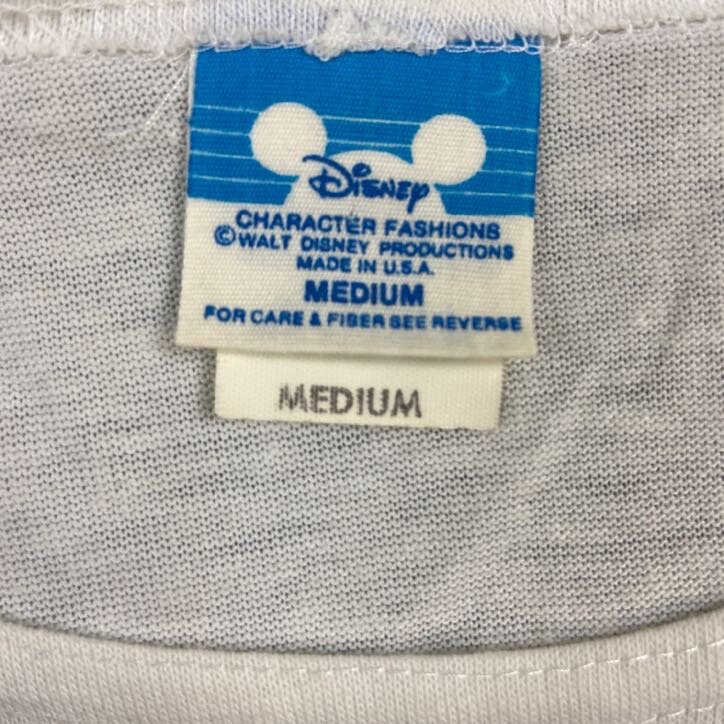 Disney
CHARACTER FASHIONS
©WALT DISNEY PRODUCTIONS
MADE IN U.S.A.
MEDIUM
FOR CARE & FIBER SEE REVERSE
MEDIUM